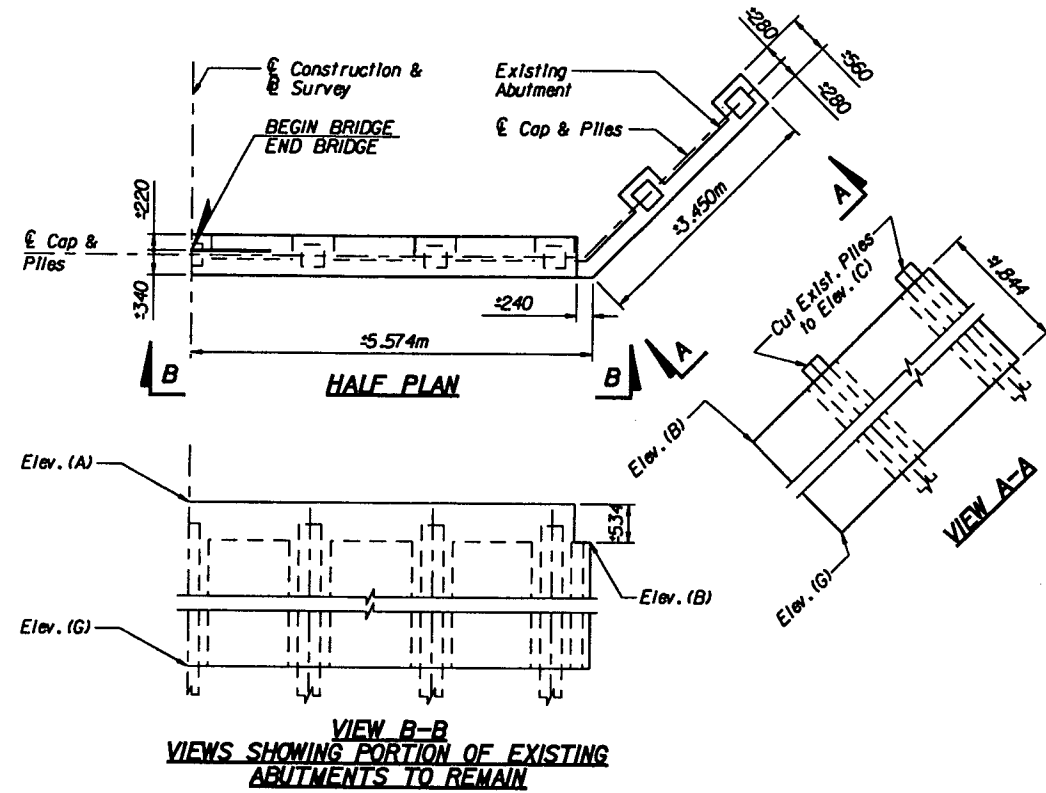 ℄ Construction &
℄ Survey
BEGIN BRIDGE
END BRIDGE
Existing
Abutment
℄ Cap & Piles
±280
±560
±280
±220
℄ Cap &
Piles
±340
±240
±5.574m
±3.450m
A
A
B
B
HALF PLAN
Cut Exist. Piles
to Elev. (C)
±1.844
Elev. (B)
Elev. (G)
VIEW A-A
Elev. (A)
±534
Elev. (B)
Elev. (G)
VIEW B-B
VIEWS SHOWING PORTION OF EXISTING
ABUTMENTS TO REMAIN